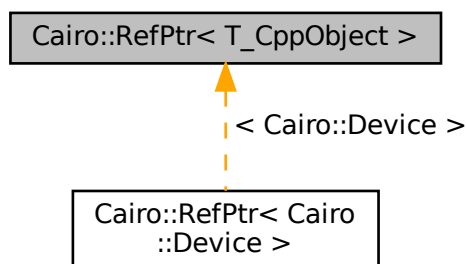 Cairo::RefPtr< T_CppObject >
< Cairo::Device >
Cairo::RefPtr< Cairo
::Device >